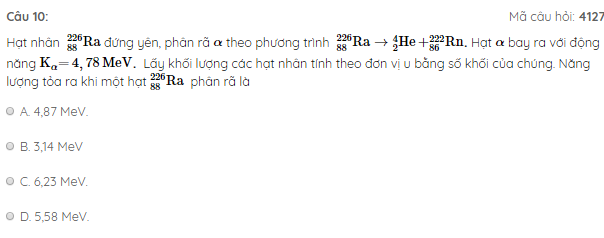 Câu 10: Mã câu hỏi: 4127
Hạt nhân ²²⁶₈₈Ra đứng yên, phân rã α theo phương trình ²²⁶₈₈Ra → ⁴₂He + ²²²₈₆Rn. Hạt α bay ra với động
năng Kα = 4, 78 MeV. Lấy khối lượng các hạt nhân tính theo đơn vị u bằng số khối của chúng. Năng
lượng tỏa ra khi một hạt ²²⁶₈₈Ra phân rã là
A. 4,87 MeV.
B. 3,14 MeV
C. 6,23 MeV.
D. 5,58 MeV.